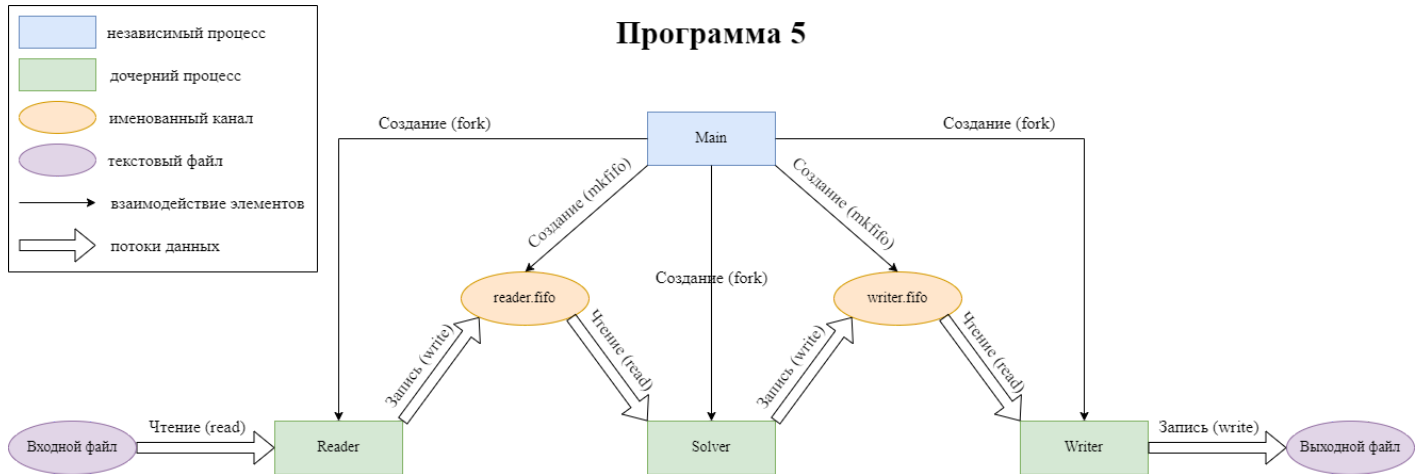 Программа 5
независимый процесс
дочерний процесс
именованный канал
текстовый файл
взаимодействие элементов
потоки данных
Создание (fork)
Main
Создание (fork)
Создание (mkfifo)
Создание (mkfifo)
Создание (fork)
reader.fifo
writer.fifo
Запись (write)
Чтение (read)
Запись (write)
Чтение (read)
Входной файл
Чтение (read)
Reader
Solver
Writer
Запись (write)
Выходной файл